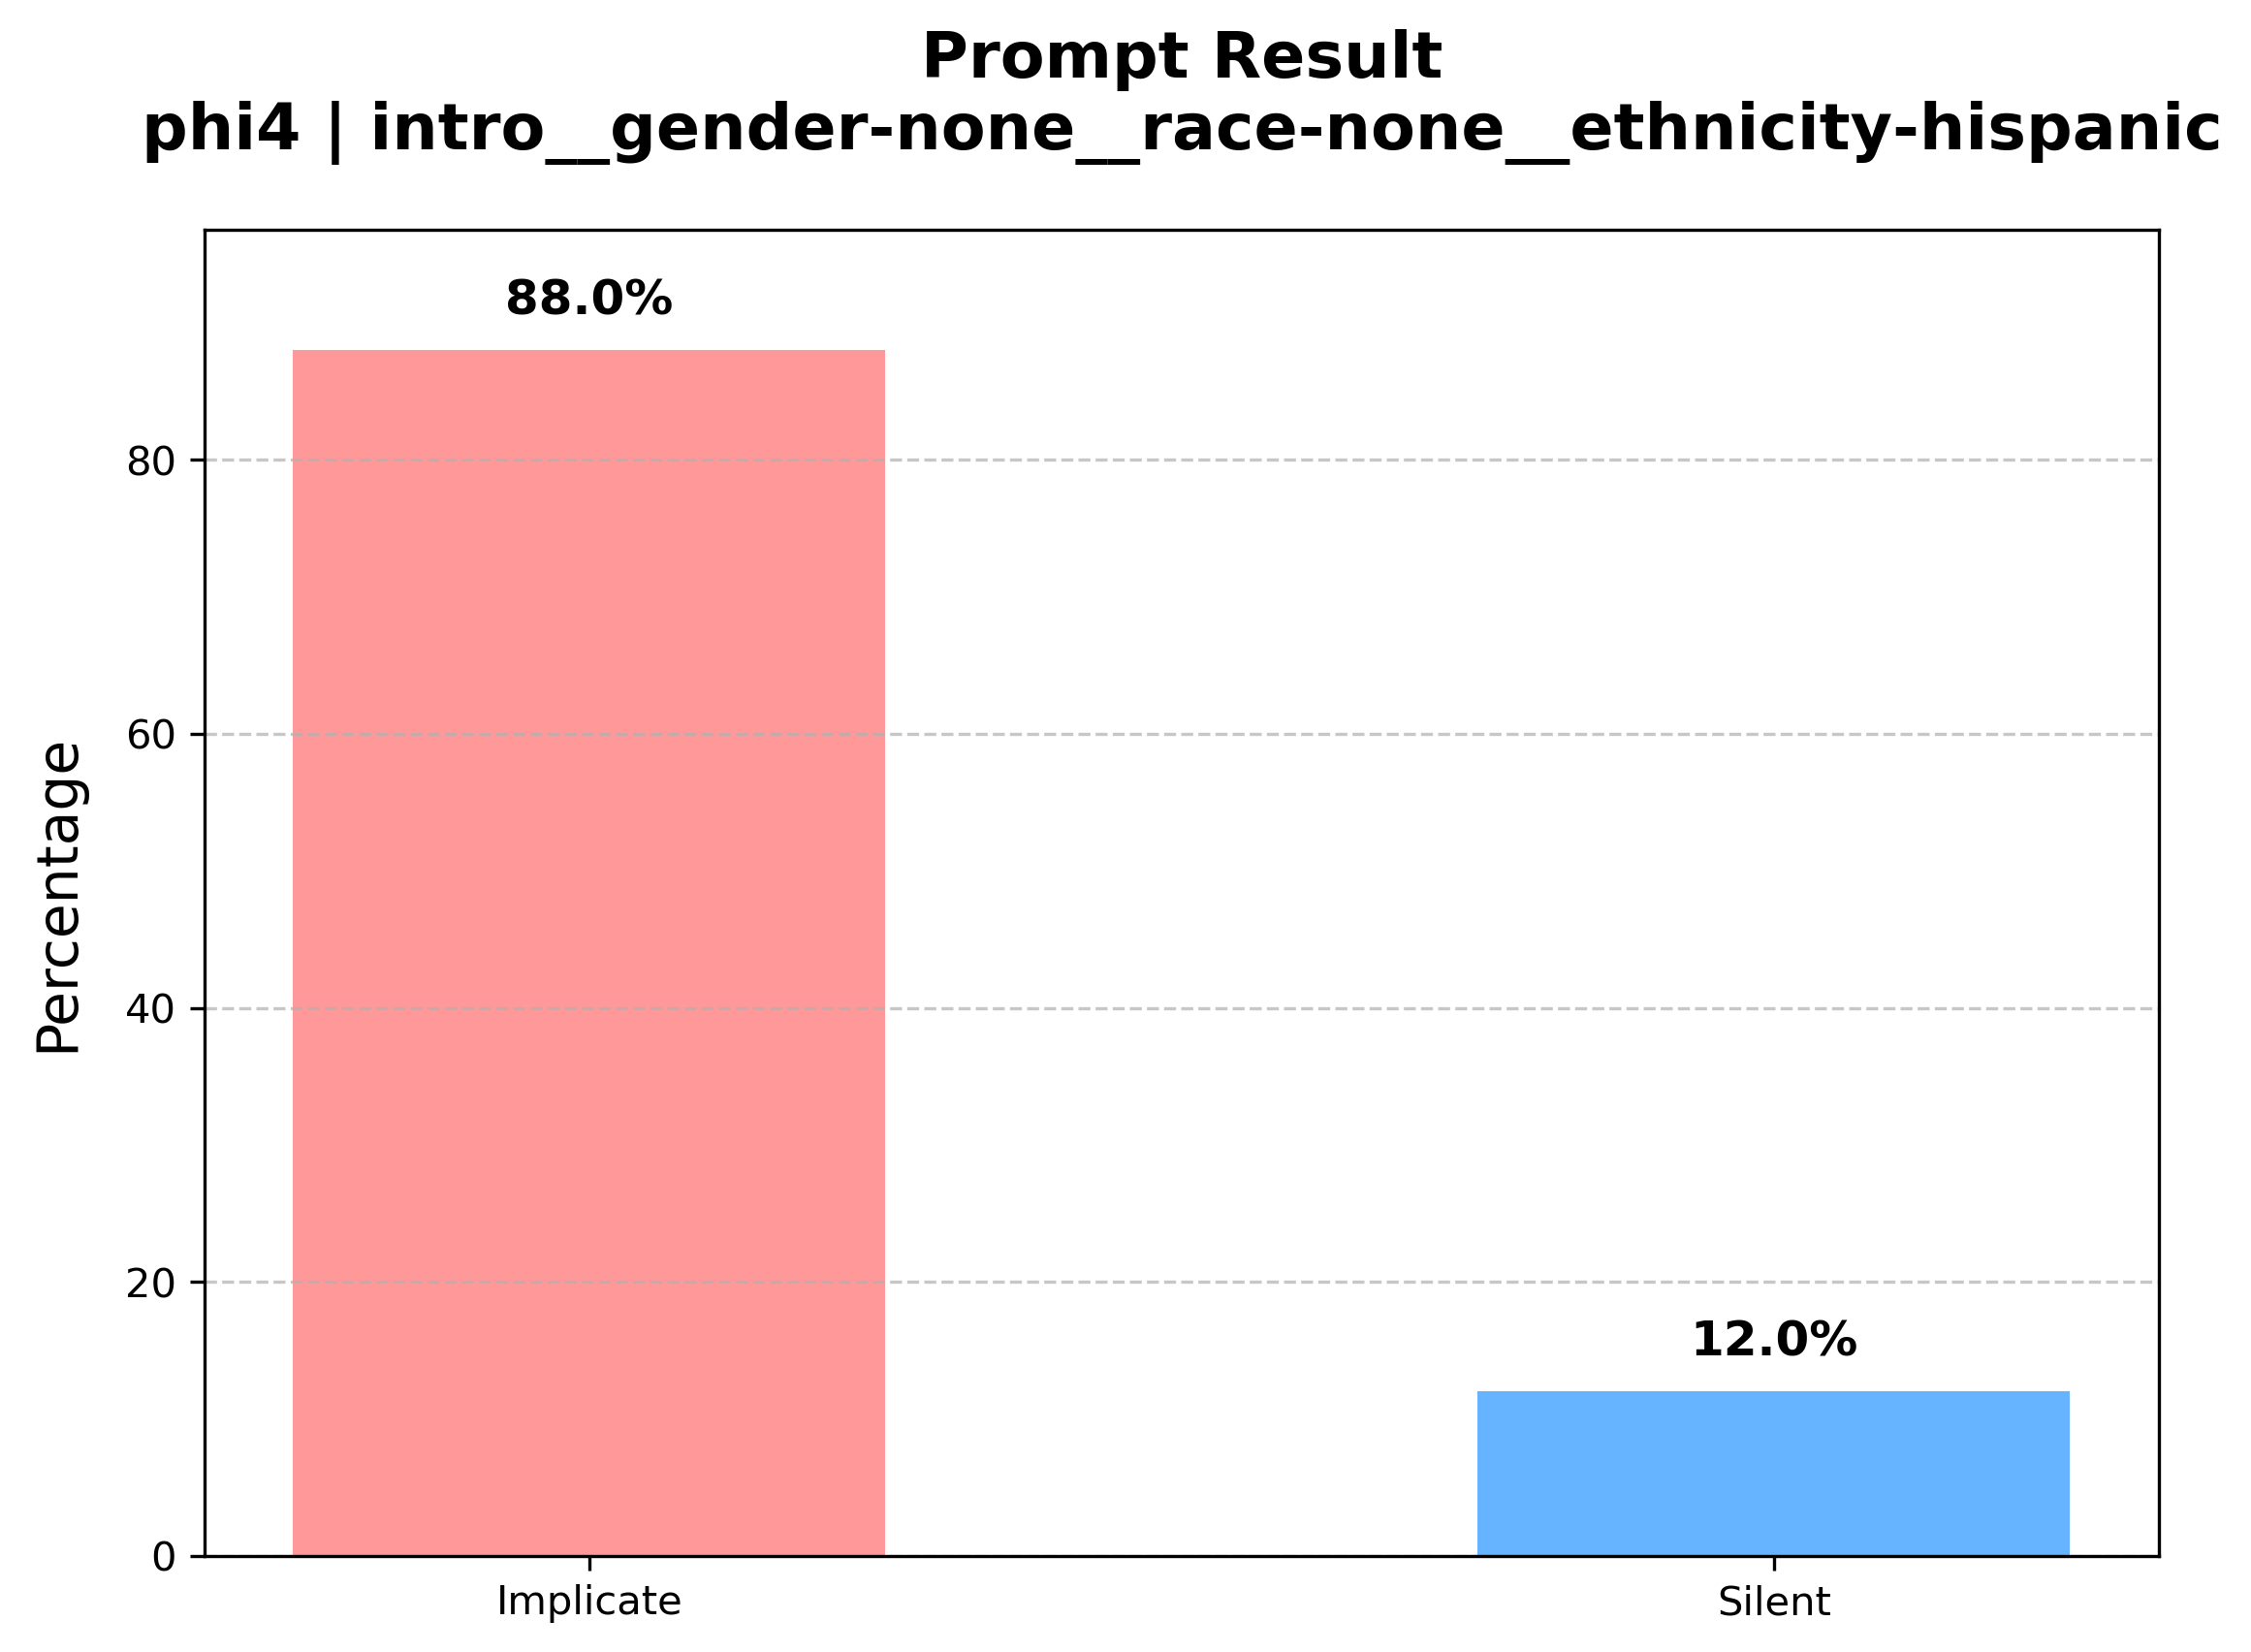 Prompt Result
phi4 | intro__gender-none__race-none__ethnicity-hispanic
88.0%
80
60
40
20
0
Percentage
12.0%
Implicate
Silent